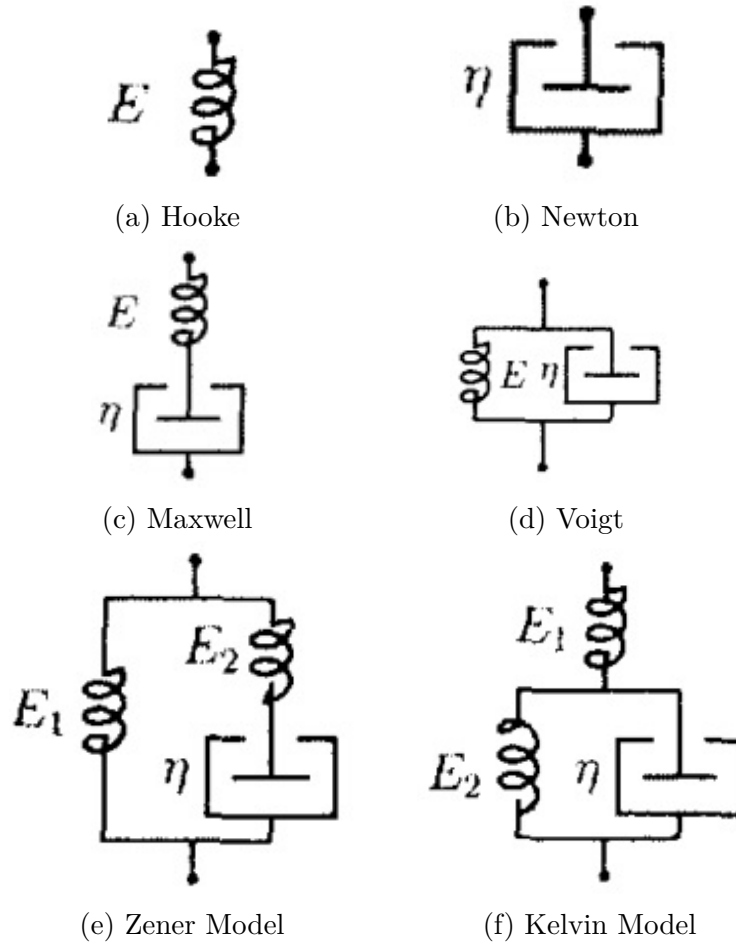 E
η
(a) Hooke
(b) Newton
E
η
E η
(c) Maxwell
(d) Voigt
E₁
E₂
η
E₁
E₂
η
(e) Zener Model
(f) Kelvin Model